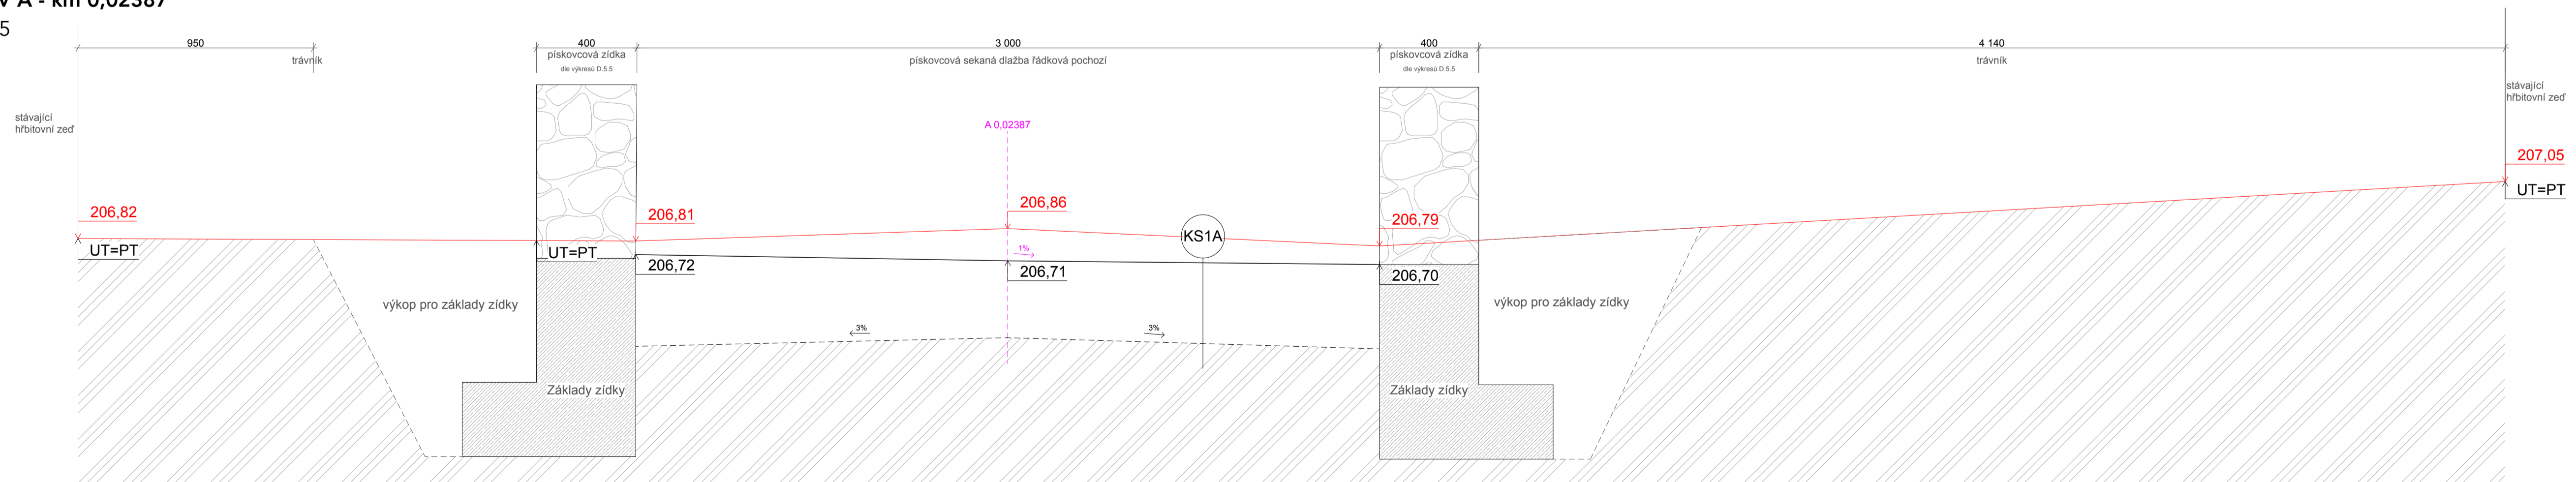 A - km 0,02387
5
950
400
3 000
400
4 140
trávník
pískovcová zídka
dle výkresů D.5.5
pískovcová sekaná dlažba řádková pochozí
pískovcová zídka
dle výkresů D.5.5
trávník
stávající
hřbitovní zeď
stávající
hřbitovní zeď
A 0,02387
207,05
UT=PT
206,82
UT=PT
206,81
206,86
206,79
KS1A
UT=PT
1%
206,72
206,71
206,70
výkop pro základy zídky
výkop pro základy zídky
3%
3%
Základy zídky
Základy zídky